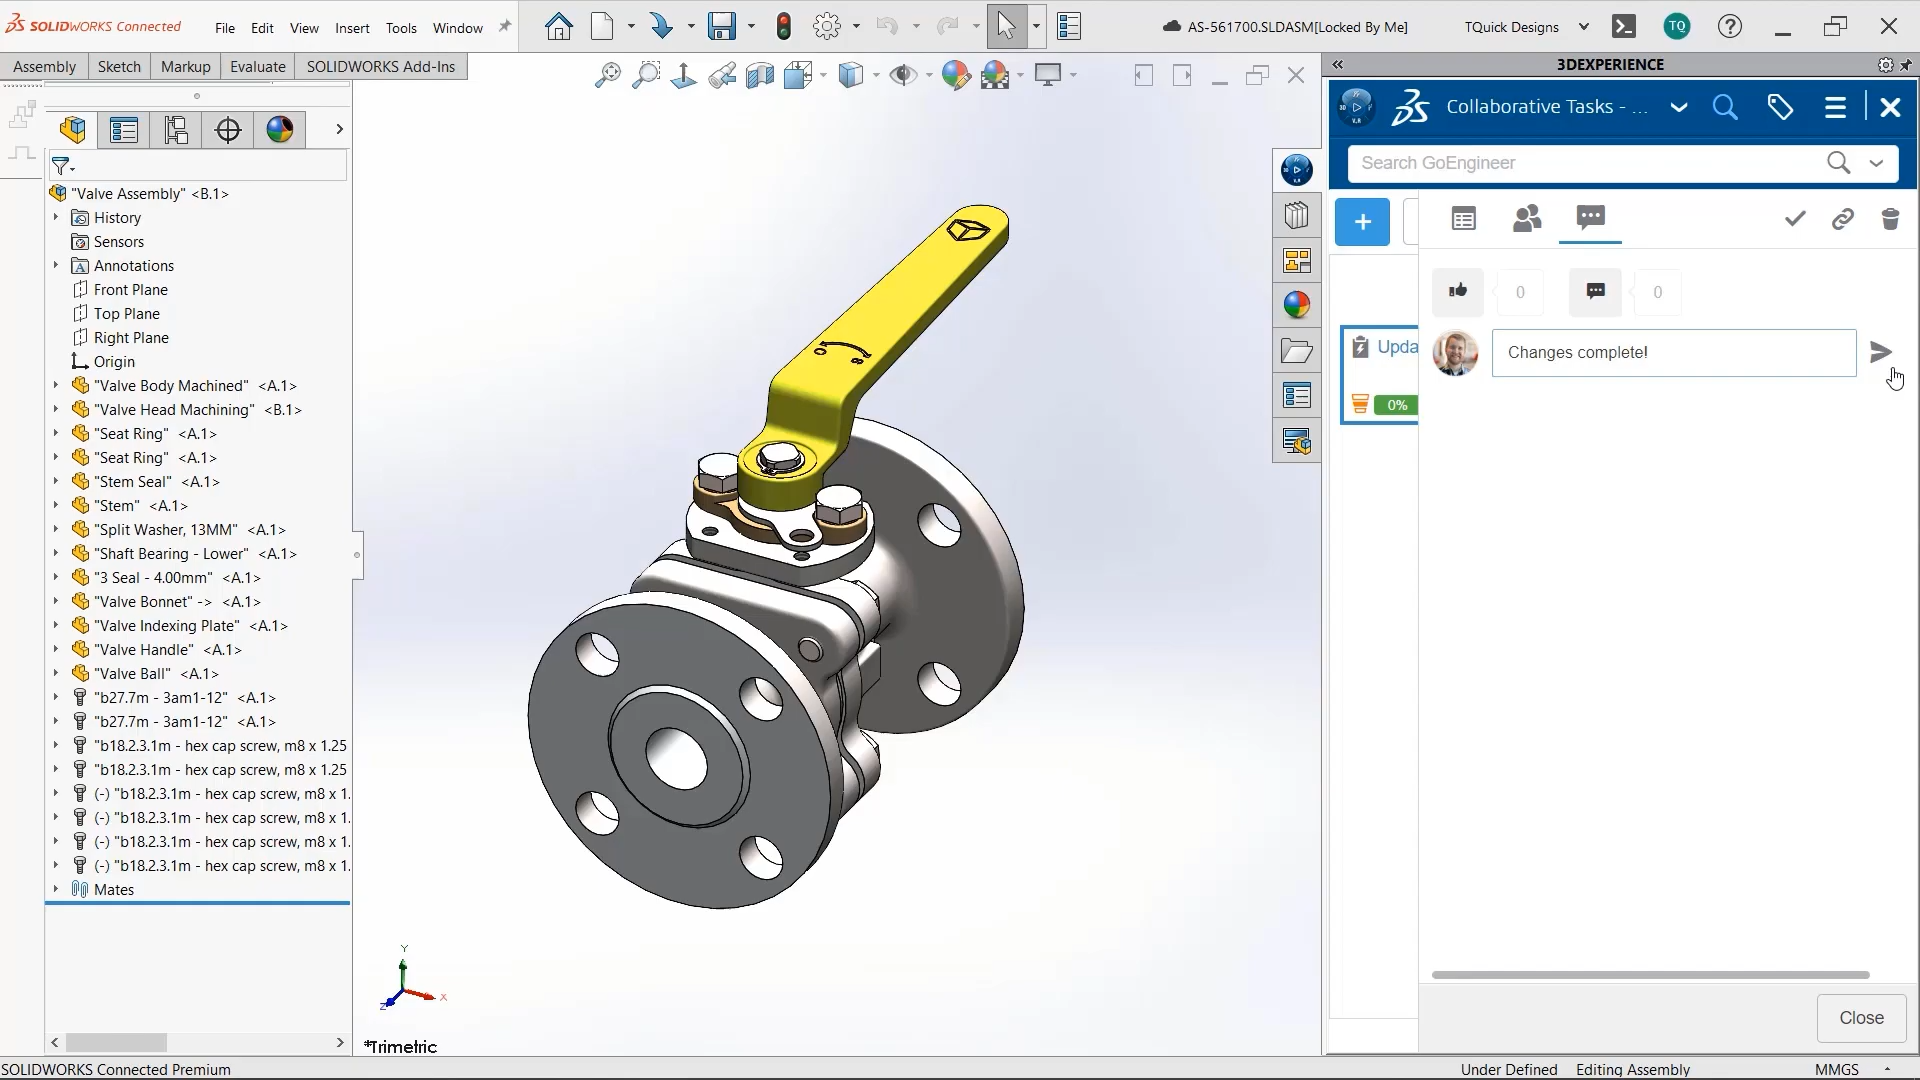 SOLIDWORKS Connected
File Edit View Insert Tools Window
AS-561700.SLDASM[Locked By Me]
TQuick Designs
TQ
Assembly Sketch Markup Evaluate SOLIDWORKS Add-Ins
3DEXPERIENCE
Collaborative Tasks - ...
Search GoEngineer
"Valve Assembly" <B.1>
History
Sensors
Annotations
Front Plane
Top Plane
Right Plane
Origin
"Valve Body Machined" <A.1>
"Valve Head Machining" <B.1>
"Seat Ring" <A.1>
"Seat Ring" <A.1>
"Stem Seal" <A.1>
"Stem" <A.1>
"Split Washer, 13MM" <A.1>
"Shaft Bearing - Lower" <A.1>
"3 Seal - 4.00mm" <A.1>
"Valve Bonnet" -> <A.1>
"Valve Indexing Plate" <A.1>
"Valve Handle" <A.1>
"Valve Ball" <A.1>
"b27.7m - 3am1-12" <A.1>
"b27.7m - 3am1-12" <A.1>
"b18.2.3.1m - hex cap screw, m8 x 1.25
"b18.2.3.1m - hex cap screw, m8 x 1.25
(-) "b18.2.3.1m - hex cap screw, m8 x 1.
(-) "b18.2.3.1m - hex cap screw, m8 x 1.
(-) "b18.2.3.1m - hex cap screw, m8 x 1.
(-) "b18.2.3.1m - hex cap screw, m8 x 1.
Mates
Y
X
Z
*Trimetric
+
0
0
Upda
0%
Changes complete!
Close
SOLIDWORKS Connected Premium
Under Defined
Editing Assembly
MMGS